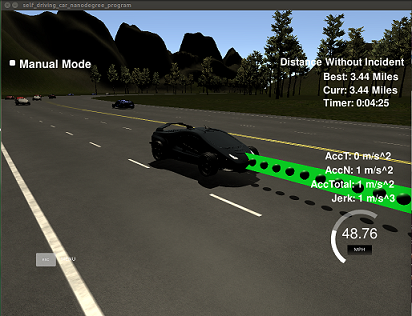 self_driving_car_nanodegree_program
Manual Mode
Distance Without Incident
Best: 3.44 Miles
Curr: 3.44 Miles
Timer: 0:04:25
AccT: 0 m/s^2
AccN: 1 m/s^2
AccTotal: 1 m/s^2
Jerk: 1 m/s^3
48.76
MPH